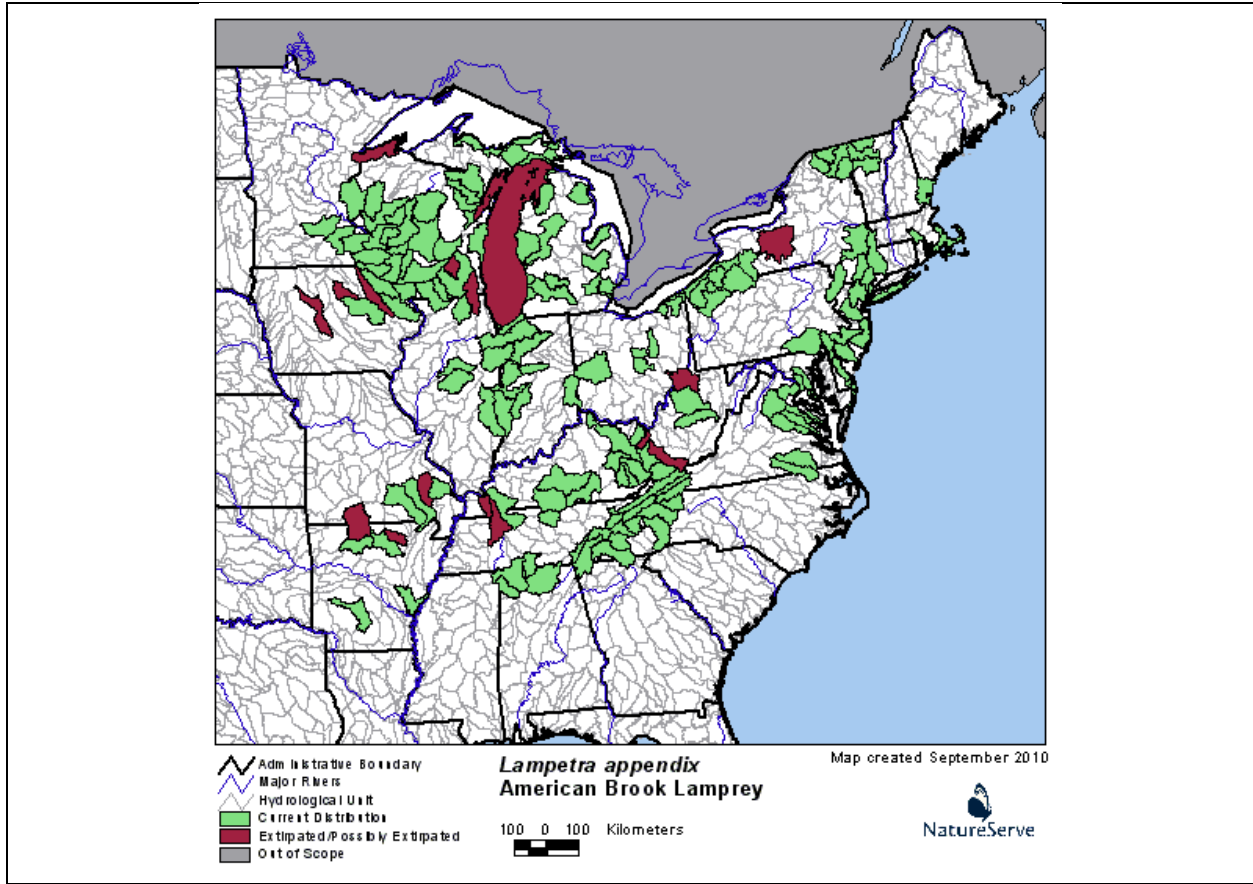 Administrative Boundary
Major Rivers
Hydrological Unit
Current Distribution
Extirpated/Possibly Extirpated
Out of Scope
Lampetra appendix
American Brook Lamprey
100 0 100 Kilometers
Map created September 2010
NatureServe